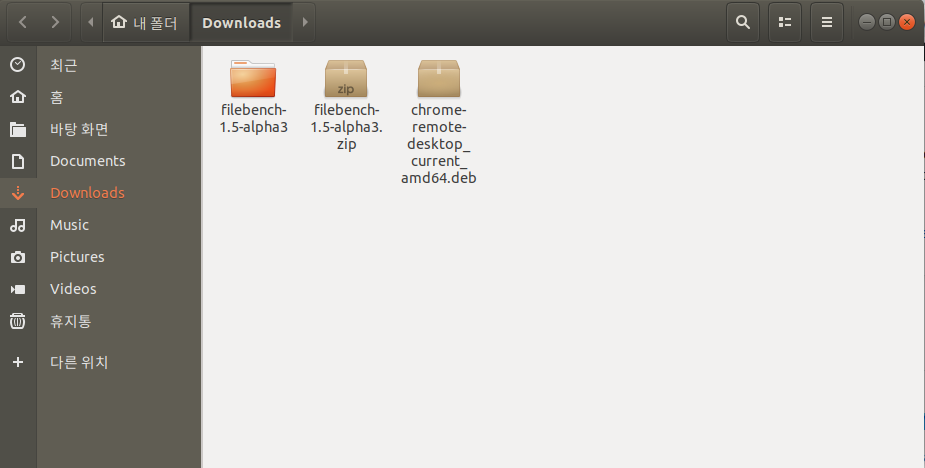 내 폴더
Downloads
최근
홈
바탕 화면
Documents
Downloads
Music
Pictures
Videos
휴지통
다른 위치
filebench-
1.5-alpha3
zip
filebench-
1.5-alpha3.
zip
chrome-
remote-
desktop_
current_
amd64.deb